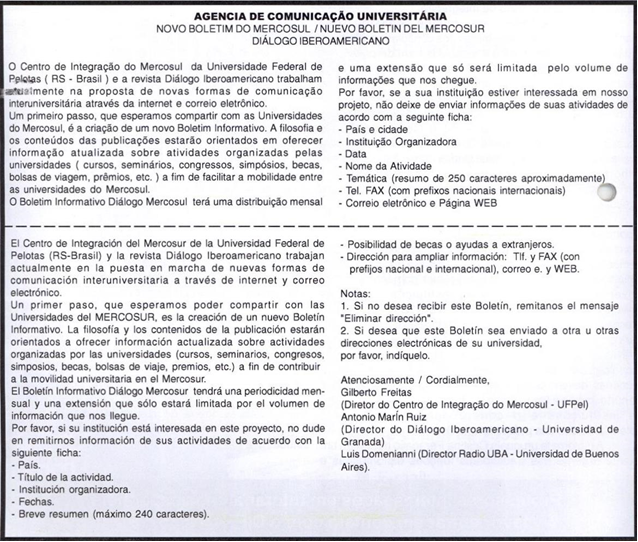 AGENCIA DE COMUNICAÇÃO UNIVERSITÁRIA
NOVO BOLETIM DO MERCOSUL / NUEVO BOLETIN DEL MERCOSUR
DIÁLOGO IBEROAMERICANO
O Centro de Integração do Mercosul da Universidade Federal de
Pelotas ( RS - Brasil ) e a revista Diálogo Iberoamericano trabalham
atualmente na proposta de novas formas de comunicação
interuniversitária através da internet e correio eletrônico.
Um primeiro passo, que esperamos compartir com as Universidades
do Mercosul, é a criação de um novo Boletim Informativo. A filosofia e
os conteúdos das publicações estarão orientados em oferecer
informação atualizada sobre atividades organizadas pelas
universidades ( cursos, seminários, congressos, simpósios, becas,
bolsas de viagem, prêmios, etc. ) a fim de facilitar a mobilidade entre
as universidades do Mercosul.
O Boletim Informativo Diálogo Mercosul terá uma distribuição mensal
e uma extensão que só será limitada pelo volume de
informações que nos chegue.
Por favor, se a sua instituição estiver interessada em nosso
projeto, não deixe de enviar informações de suas atividades de
acordo com a seguinte ficha:
- País e cidade
- Instituição Organizadora
- Data
- Nome da Atividade
- Temática (resumo de 250 caracteres aproximadamente)
- Tel. FAX (com prefixos nacionais internacionais)
- Correio eletrônico e Página WEB
El Centro de Integración del Mercosur de la Universidad Federal de
Pelotas (RS-Brasil) y la revista Diálogo Iberoamericano trabajan
actualmente en la puesta en marcha de nuevas formas de
comunicación interuniversitaria a través de internet y correo
electrónico.
Un primer paso, que esperamos poder compartir con las
Universidades del MERCOSUR, es la creación de un nuevo Boletín
Informativo. La filosofía y los contenidos de la publicación estarán
orientados a ofrecer información actualizada sobre actividades
organizadas por las universidades (cursos, seminarios, congresos,
simposios, becas, bolsas de viaje, premios, etc.) a fin de contribuir
a la movilidad universitaria en el Mercosur.
El Boletín Informativo Diálogo Mercosur tendrá una periodicidad men-
sual y una extensión que sólo estará limitada por el volumen de
información que nos llegue.
Por favor, si su institución está interesada en este proyecto, no dude
en remitirnos información de sus actividades de acuerdo con la
siguiente ficha:
- País.
- Título de la actividad.
- Institución organizadora.
- Fechas.
- Breve resumen (máximo 240 caracteres).
- Posibilidad de becas o ayudas a extranjeros.
- Dirección para ampliar información: Tlf. y FAX (con
prefijos nacional e internacional), correo e. y WEB.
Notas:
1. Si no desea recibir este Boletín, remitanos el mensaje
"Eliminar dirección".
2. Si desea que este Boletín sea enviado a otra u otras
direcciones electrónicas de su universidad,
por favor, indíquelo.
Atenciosamente / Cordialmente,
Gilberto Freitas
(Diretor do Centro de Integração do Mercosul - UFPel)
Antonio MarÍn Ruiz
(Director do Diálogo Iberoamericano - Universidad de
Granada)
Luis Domenianni (Director Radio UBA - Universidad de Buenos
Aires).